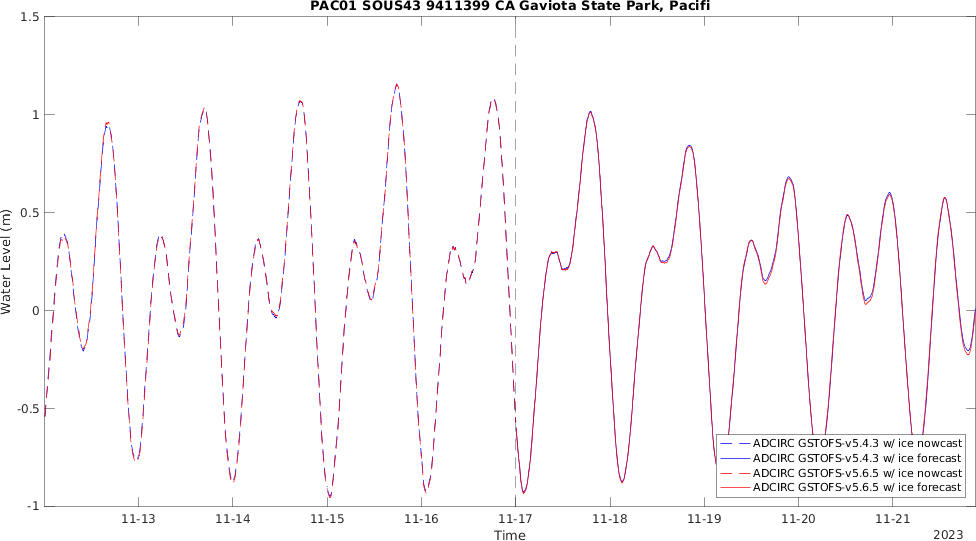 PAC01 SOUS43 9411399 CA Gaviota State Park, Pacifi
1.5
1
0.5
0
-0.5
-1
Water Level (m)
11-13
11-14
11-15
11-16
11-17
11-18
11-19
11-20
11-21
Time
2023
ADCIRC GSTOFS-v5.4.3 w/ ice nowcast
ADCIRC GSTOFS-v5.4.3 w/ ice forecast
ADCIRC GSTOFS-v5.6.5 w/ ice nowcast
ADCIRC GSTOFS-v5.6.5 w/ ice forecast